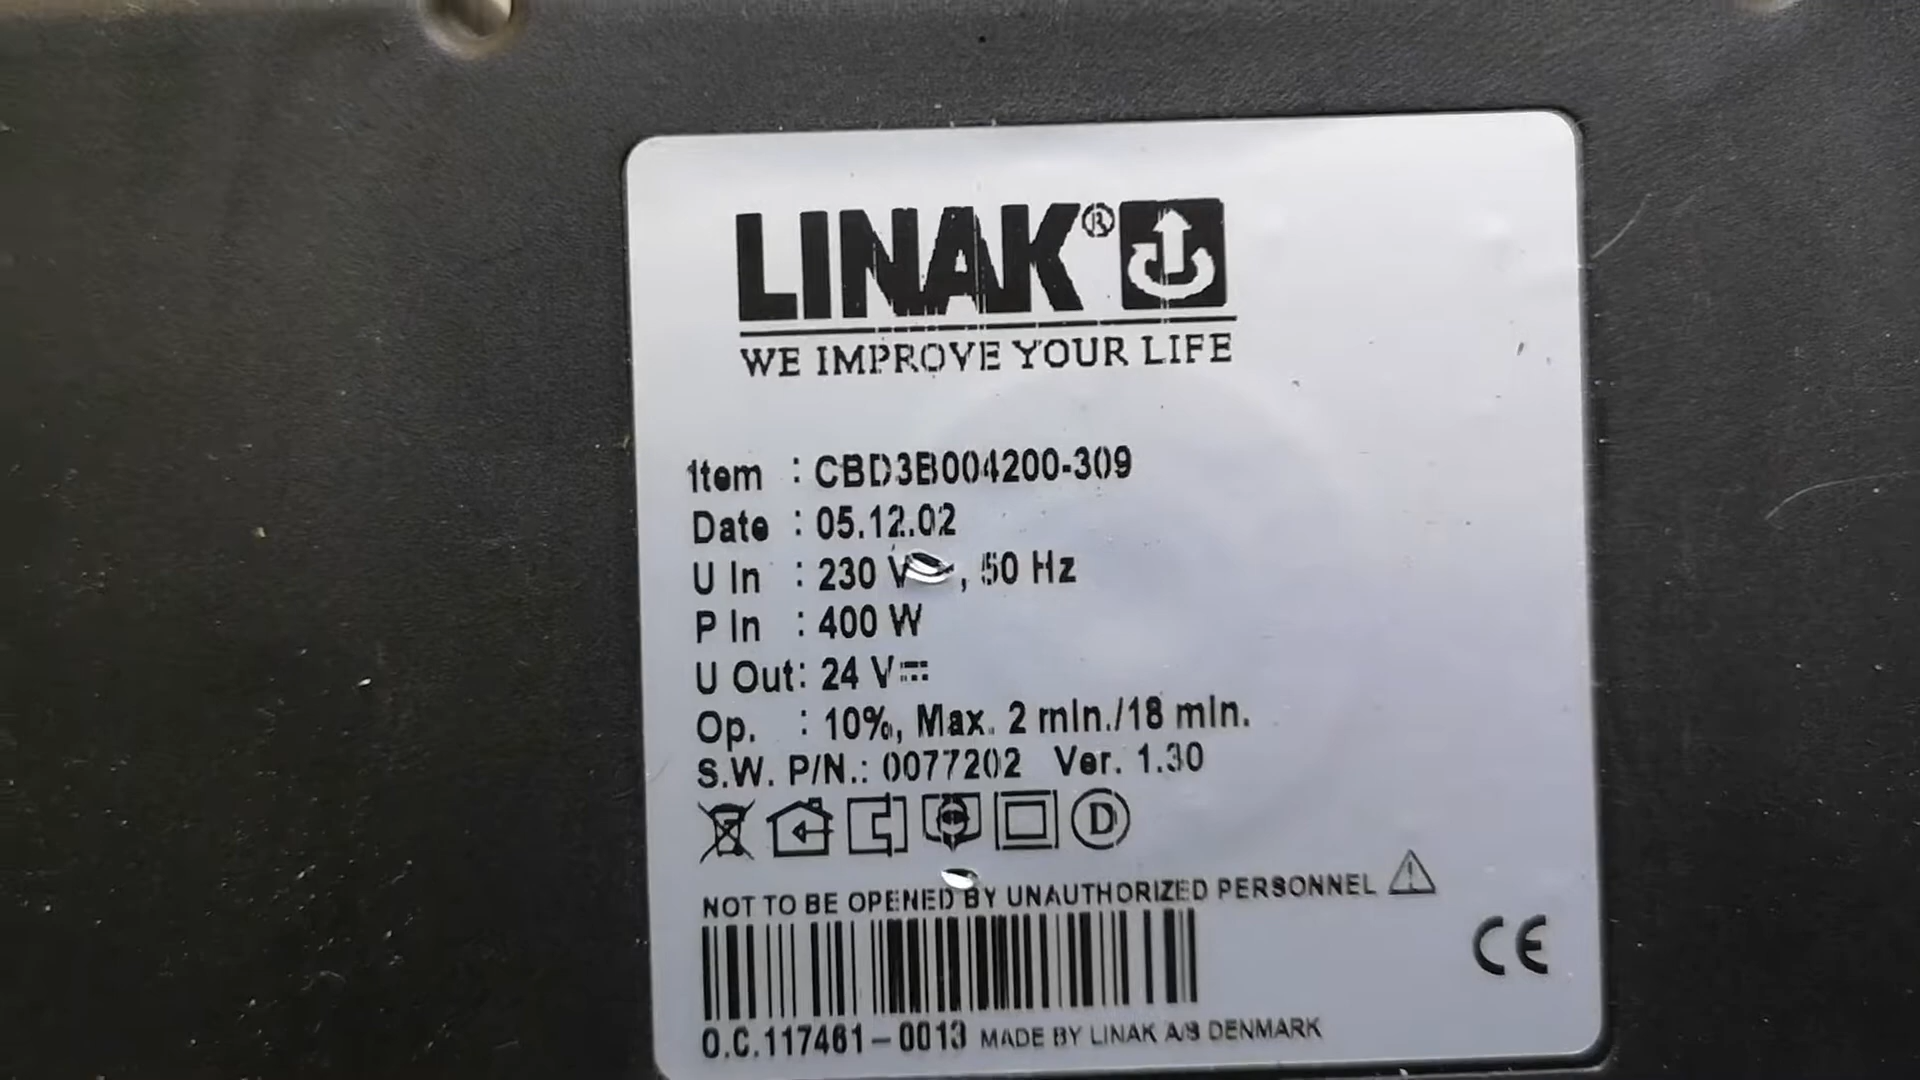 LINAK®
WE IMPROVE YOUR LIFE
Item : CBD3B004200-309
Date : 05.12.02
U In : 230 V , 50 Hz
P In : 400 W
U Out: 24 V⎓
Op. : 10%, Max. 2 min./18 min.
S.W. P/N.: 0077202 Ver. 1.30
D
NOT TO BE OPENED BY UNAUTHORIZED PERSONNEL
CE
O.C.117461-0013 MADE BY LINAK A/S DENMARK